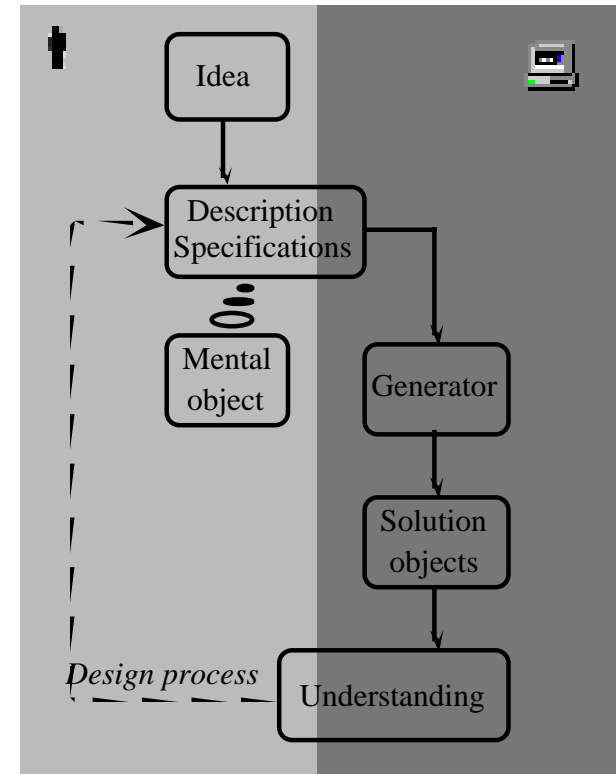 Idea
Description
Specifications
Mental
object
Generator
Solution
objects
Design process
Understanding